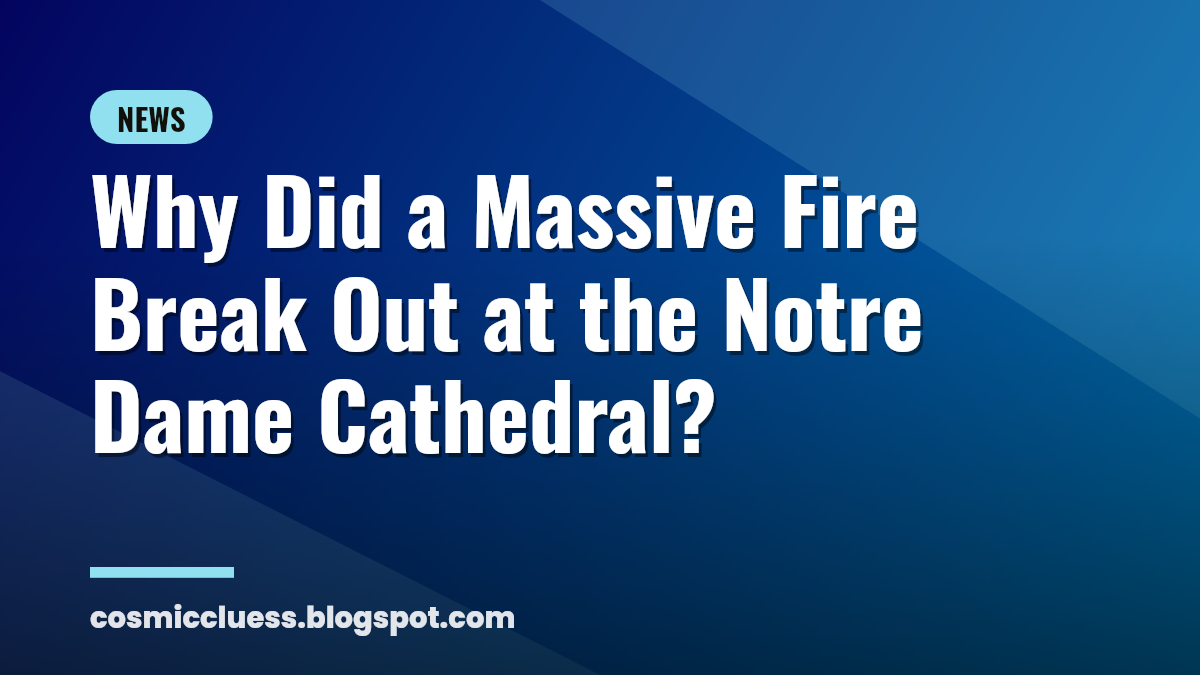 NEWS
Why Did a Massive Fire
Break Out at the Notre
Dame Cathedral?
cosmiccluess.blogspot.com